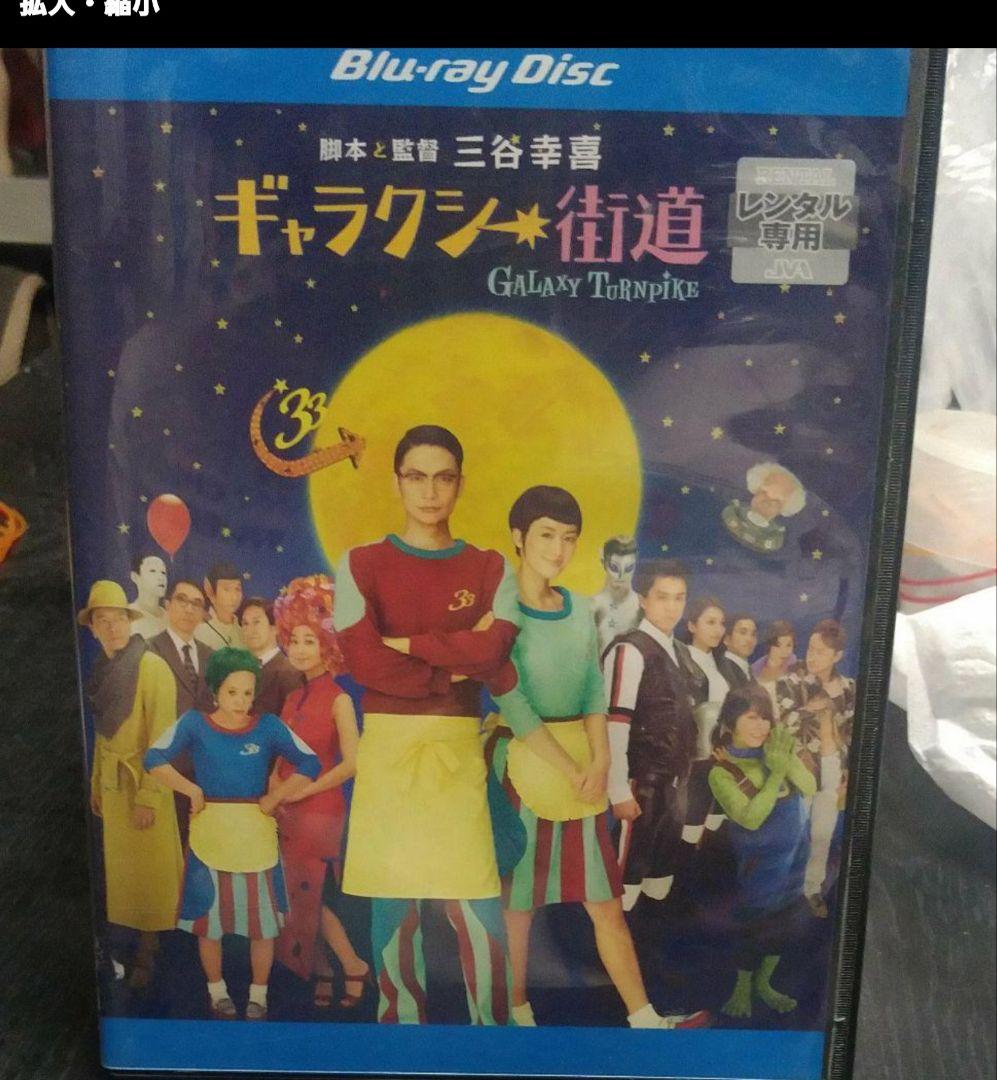 拡大・縮小
Blu-ray Disc
脚本と監督 三谷幸喜
ギャラクシー街道
GALAXY TURNPIKE
RENTAL
レンタル
専用
JVA
33
33
33